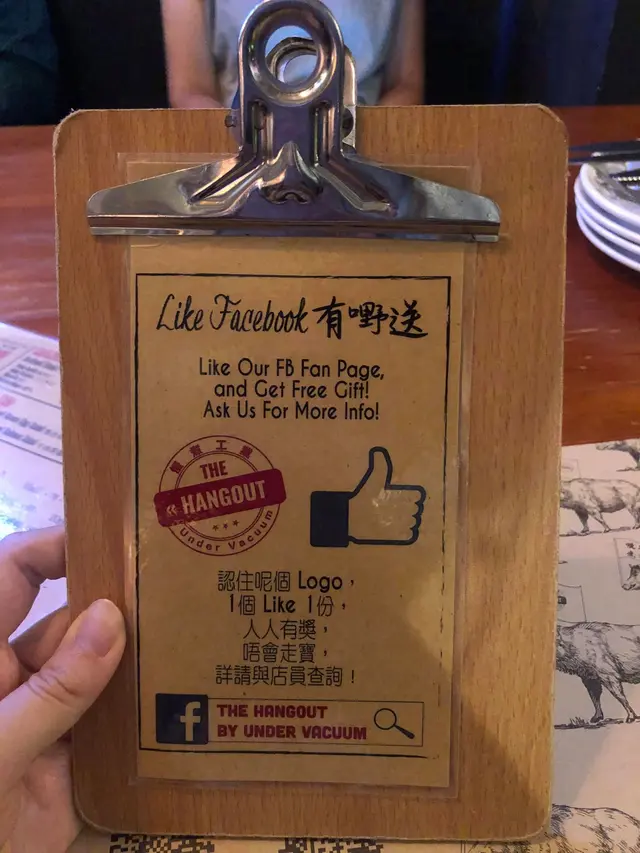 Like Facebook 有嘢送
Like Our FB Fan Page,
and Get Free Gift!
Ask Us For More Info!
THE
HANGOUT
Under Vacuum
認住呢個 Logo，
1個 Like 1份，
人人有獎，
唔會走寶，
詳請與店員查詢！
f
THE HANGOUT
BY UNDER VACUUM